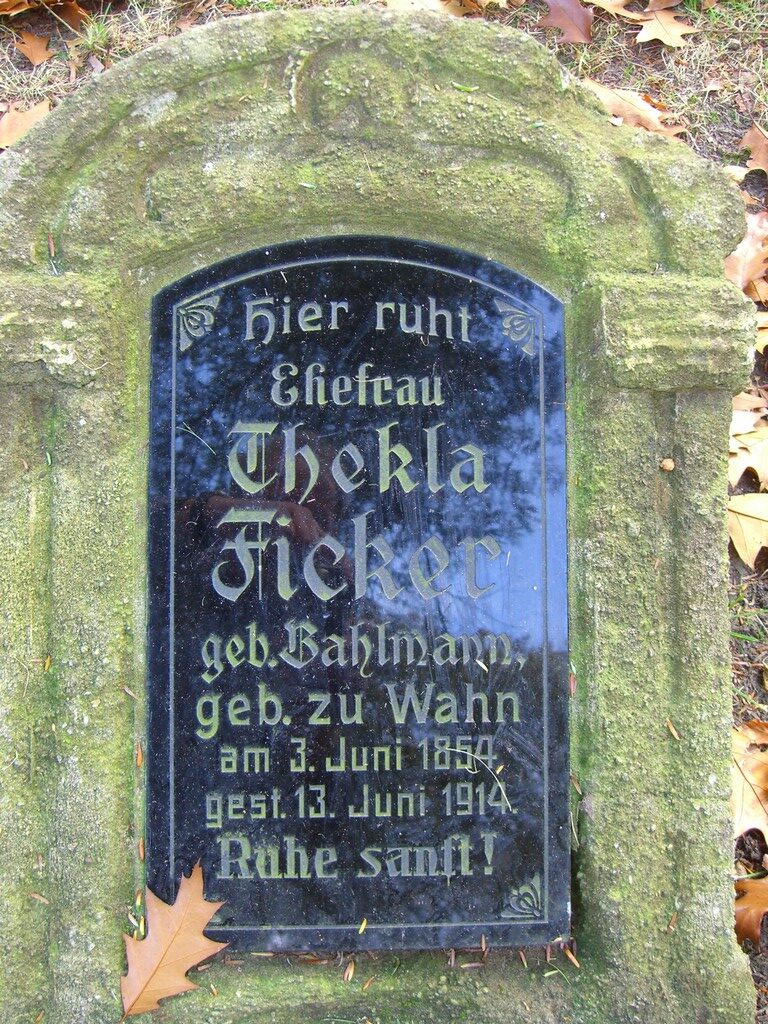 Hier ruht
Ehefrau
Thekla
Ficker
geb. Bahlmann,
geb. zu Wahn
am 3. Juni 1854.
gest. 13. Juni 1914.
Ruhe sanft!